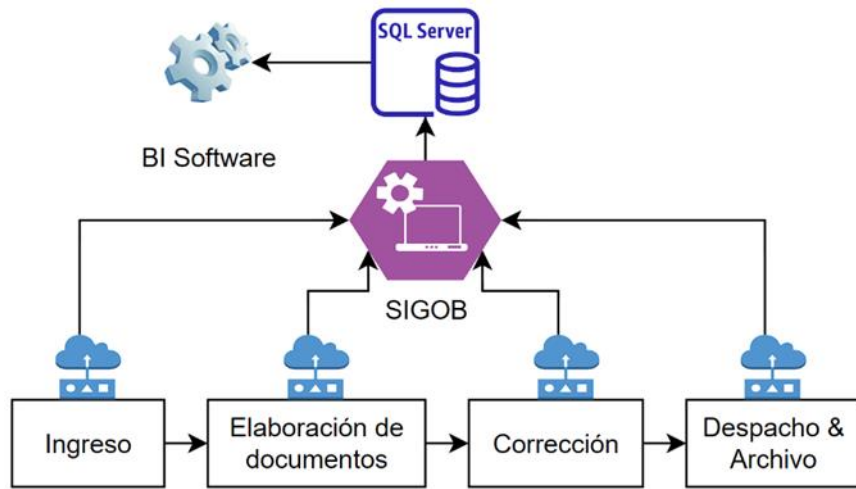 SQL Server
BI Software
SIGOB
Ingreso
Elaboración de
documentos
Corrección
Despacho &
Archivo